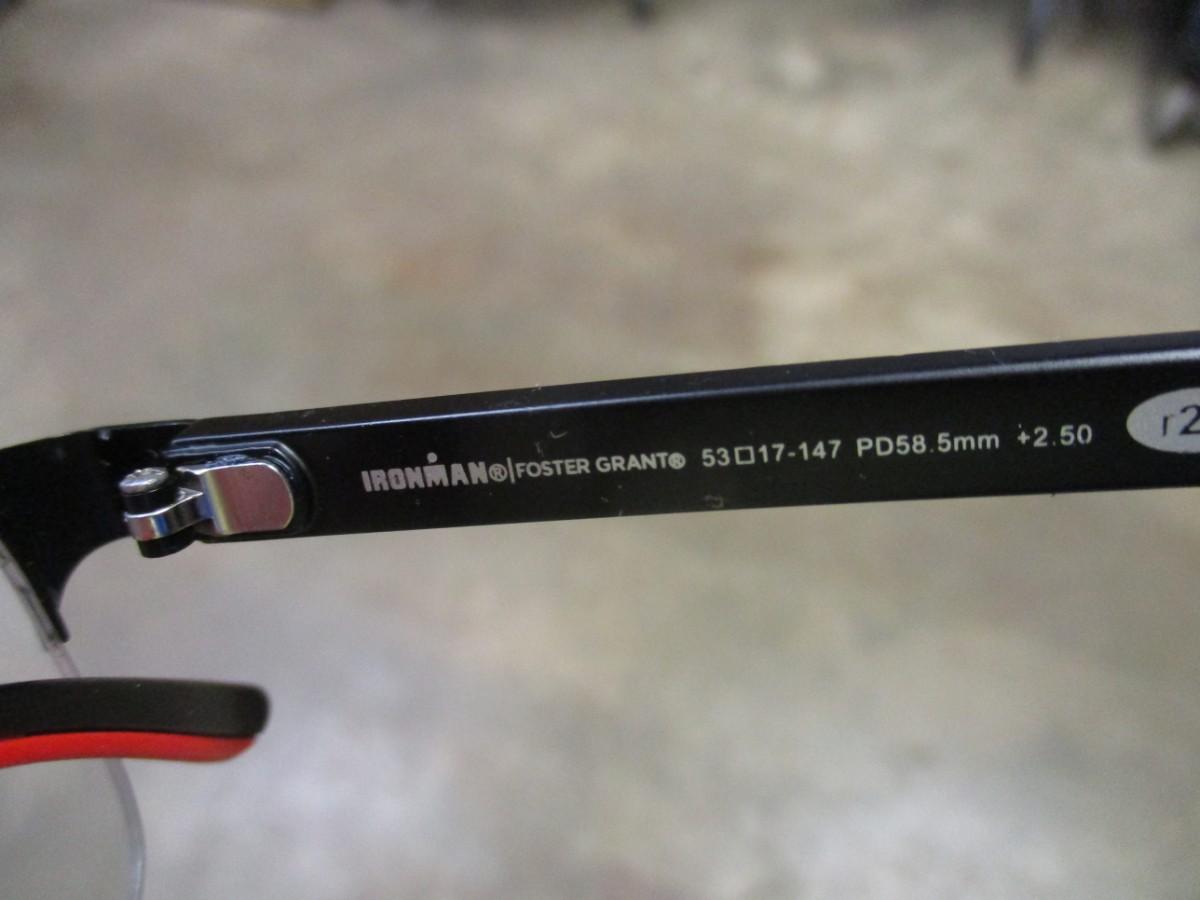 IRONMAN®|FOSTER GRANT® 53□17-147 PD58.5mm +2.50